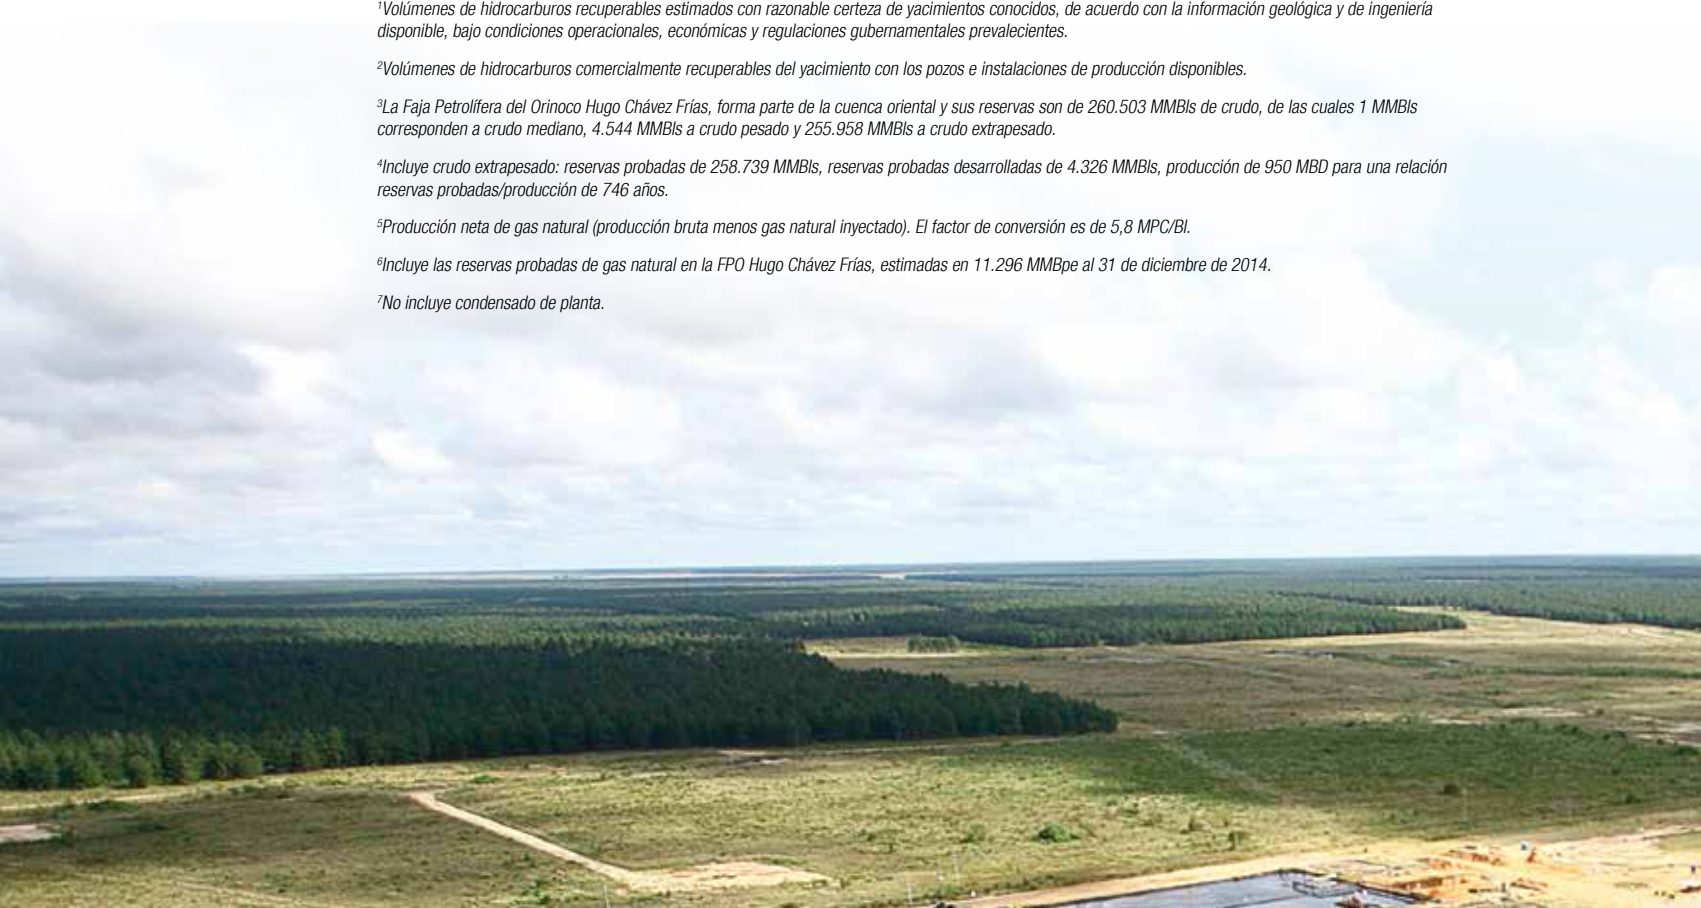 ¹Volúmenes de hidrocarburos recuperables estimados con razonable certeza de yacimientos conocidos, de acuerdo con la información geológica y de ingeniería
disponible, bajo condiciones operacionales, económicas y regulaciones gubernamentales prevalecientes.
²Volúmenes de hidrocarburos comercialmente recuperables del yacimiento con los pozos e instalaciones de producción disponibles.
³La Faja Petrolífera del Orinoco Hugo Chávez Frías, forma parte de la cuenca oriental y sus reservas son de 260.503 MMBls de crudo, de las cuales 1 MMBls
corresponden a crudo mediano, 4.544 MMBls a crudo pesado y 255.958 MMBls a crudo extrapesado.
⁴Incluye crudo extrapesado: reservas probadas de 258.739 MMBls, reservas probadas desarrolladas de 4.326 MMBls, producción de 950 MBD para una relación
reservas probadas/producción de 746 años.
⁵Producción neta de gas natural (producción bruta menos gas natural inyectado). El factor de conversión es de 5,8 MPC/Bl.
⁶Incluye las reservas probadas de gas natural en la FPO Hugo Chávez Frías, estimadas en 11.296 MMBpe al 31 de diciembre de 2014.
⁷No incluye condensado de planta.